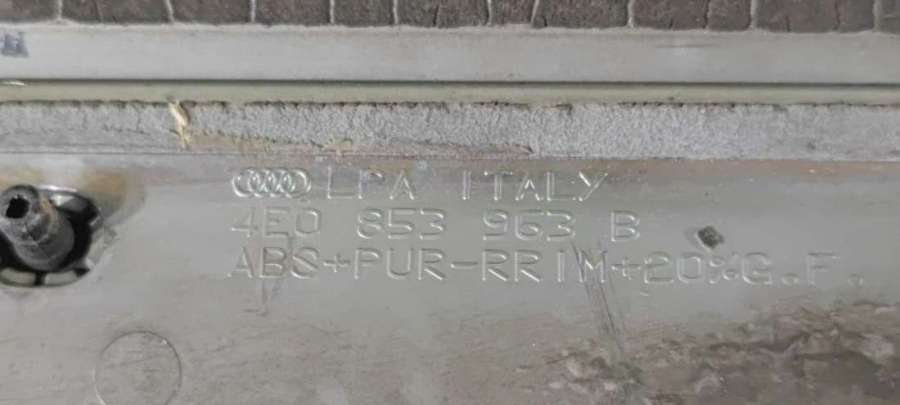 LPA ITALY
4E0 853 963 B
ABS+PUR-RRIM+20%G.F.